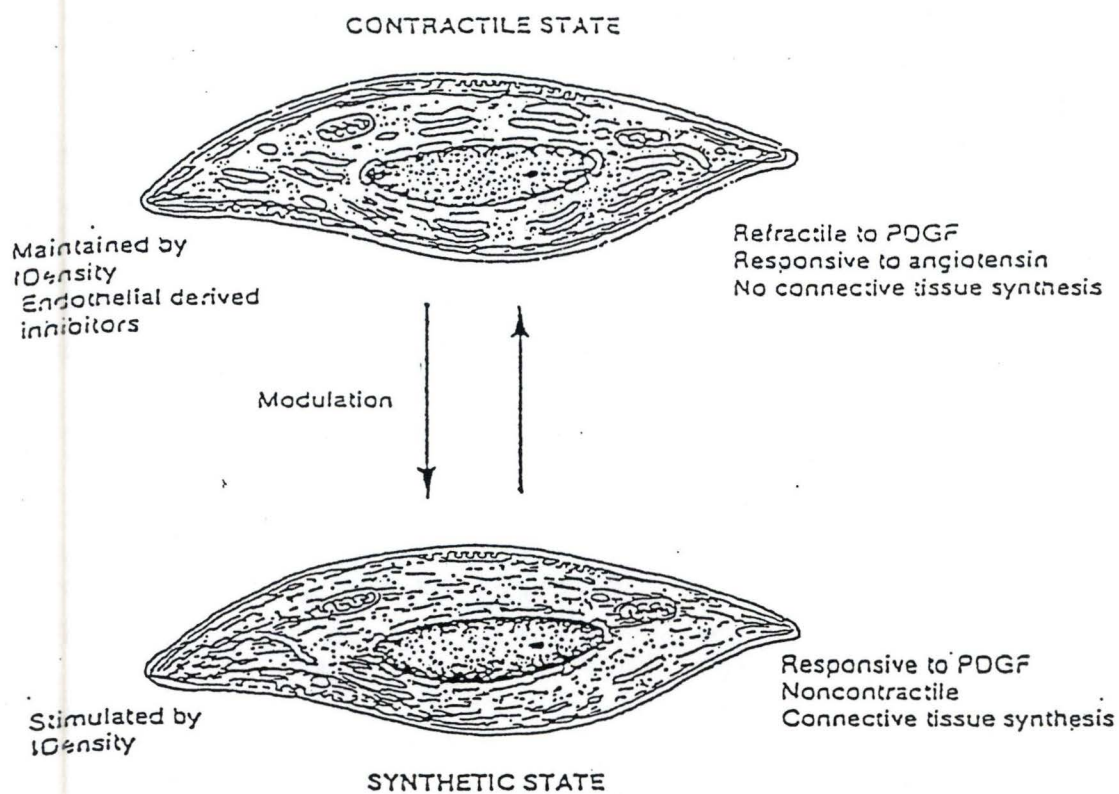 CONTRACTILE STATE
Maintained by
Density
Endothelial derived
inhibitors
Refractile to PDGF
Responsive to angiotensin
No connective tissue synthesis
Modulation
Stimulated by
Density
Responsive to PDGF
Noncontractile
Connective tissue synthesis
SYNTHETIC STATE